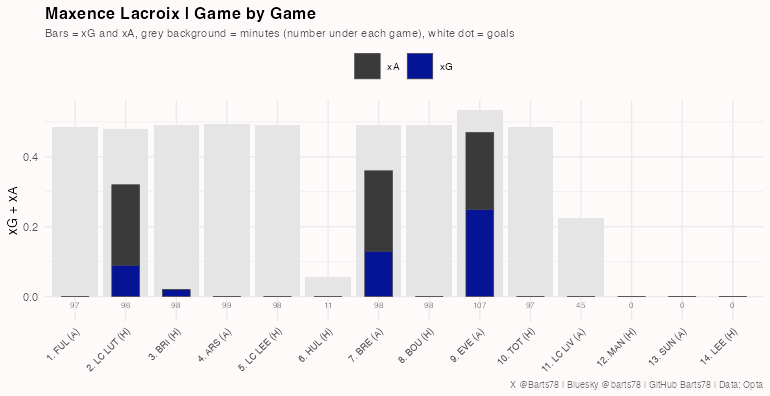 Maxence Lacroix | Game by Game
Bars = xG and xA, grey background = minutes (number under each game), white dot = goals
xA xG
xG + xA
0.4
0.2
0.0
97 96 98 99 98 11 98 98 107 97 45 0 0 0
1. FUL (A)
2. LC LUT (H)
3. BRI (H)
4. ARS (A)
5. LC LEE (H)
6. HUL (H)
7. BRE (A)
8. BOU (H)
9. EVE (A)
10. TOT (H)
11. LC LIV (A)
12. MAN (H)
13. SUN (A)
14. LEE (H)
X @Barts78 | Bluesky @barts78 | GitHub Barts78 | Data: Opta